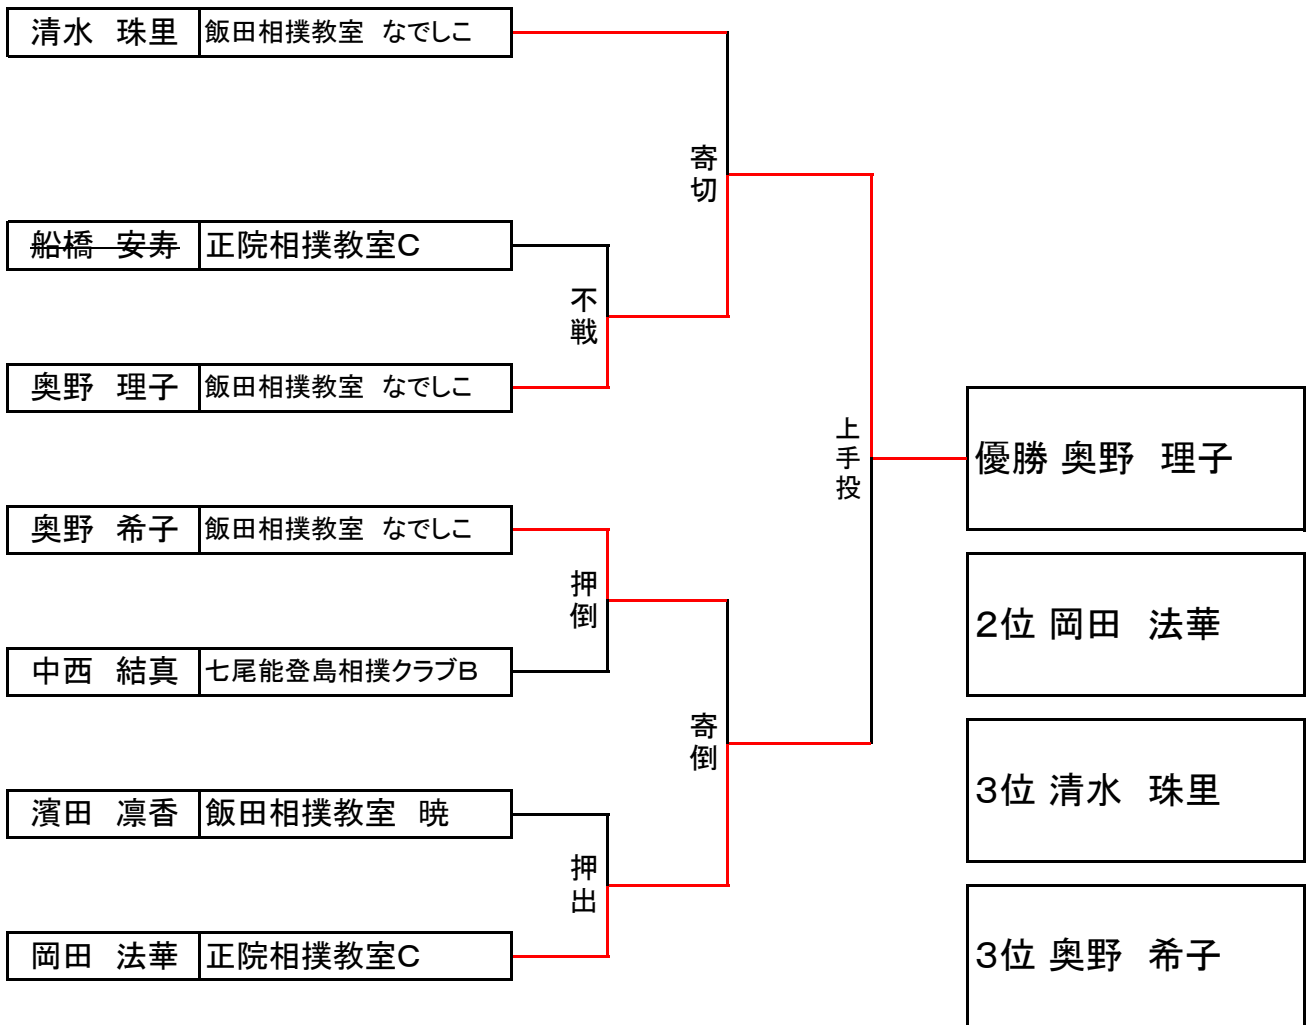 清水　珠里 飯田相撲教室　なでしこ
寄切
船橋　安寿 正院相撲教室C
不戦
奥野　理子 飯田相撲教室　なでしこ
上手投
優勝 奥野　理子
奥野　希子 飯田相撲教室　なでしこ
押倒
2位 岡田　法華
中西　結真 七尾能登島相撲クラブB
寄倒
3位 清水　珠里
濱田　凛香 飯田相撲教室　暁
押出
岡田　法華 正院相撲教室C
3位 奥野　希子